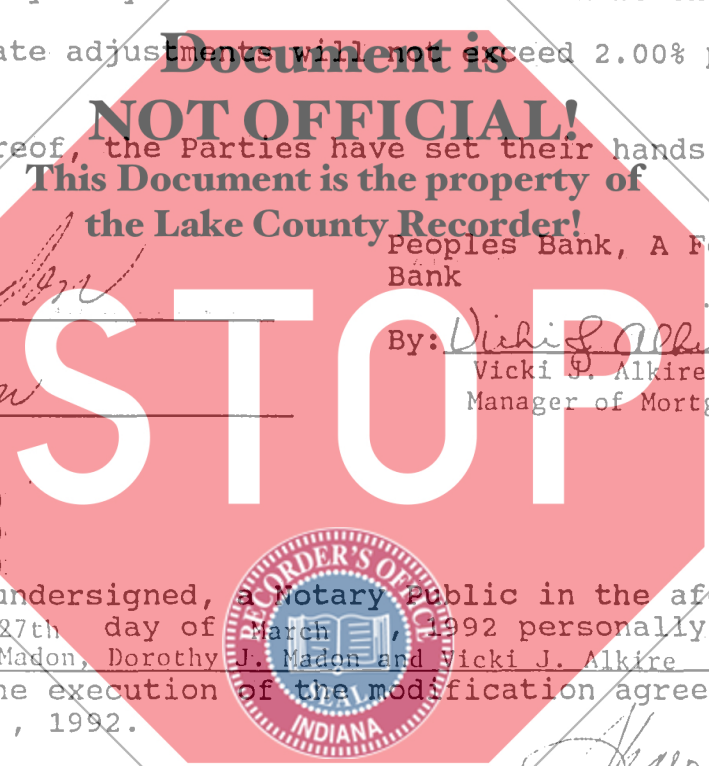 Document is
ate adjustments will not exceed 2.00% p
NOT OFFICIAL!
reof, the Parties have set their hands
This Document is the property of
the Lake County Recorder!
Peoples Bank, A Fe
Bank
STOP
By: Vicki J Alki
Vicki J. Alkire
Manager of Mortg
RECORDER'S OFFICE
undersigned, a Notary Public in the af
27th day of March , 1992 personally
Madon, Dorothy J. Madon and Vicki J. Alkire
he execution of the modification agree
SEAL
, 1992.
INDIANA